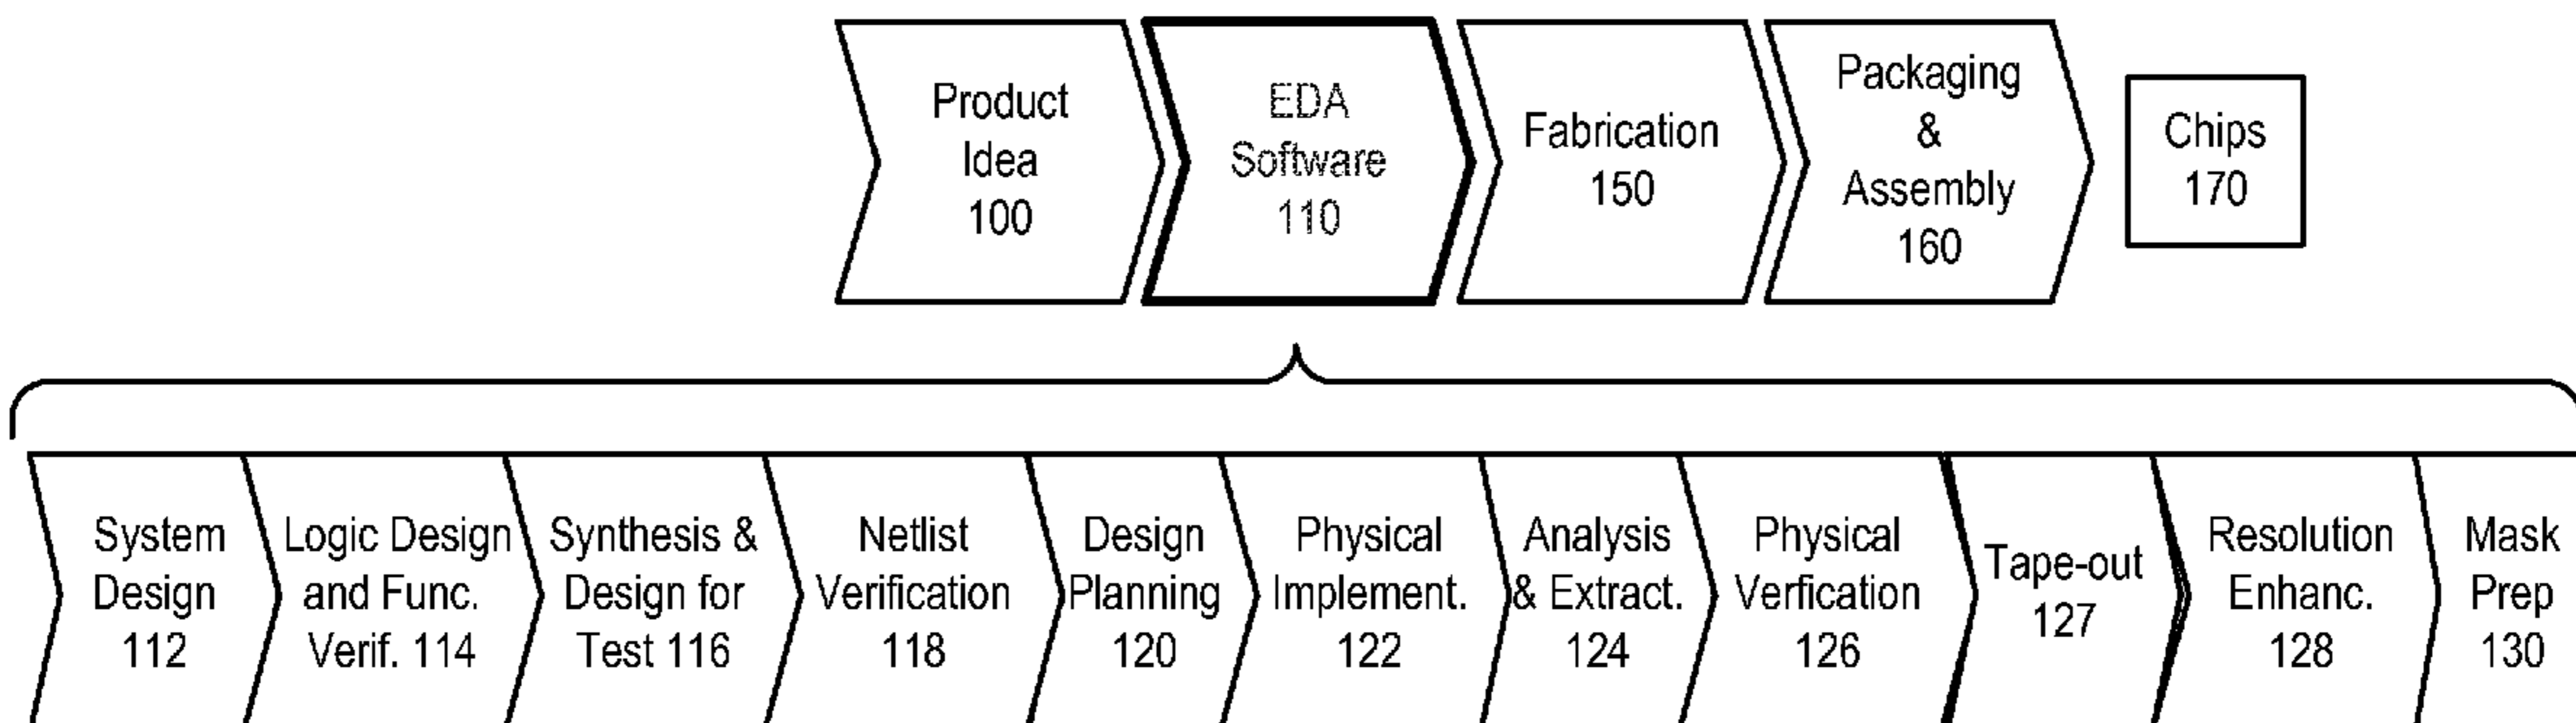 Product
Idea
100
EDA
Software
110
Fabrication
150
Packaging
&
Assembly
160
Chips
170
System
Design
112
Logic Design
and Func.
Verif. 114
Synthesis &
Design for
Test 116
Netlist
Verification
118
Design
Planning
120
Physical
Implement.
122
Analysis
& Extract.
124
Physical
Verfication
126
Tape-out
127
Resolution
Enhanc.
128
Mask
Prep
130